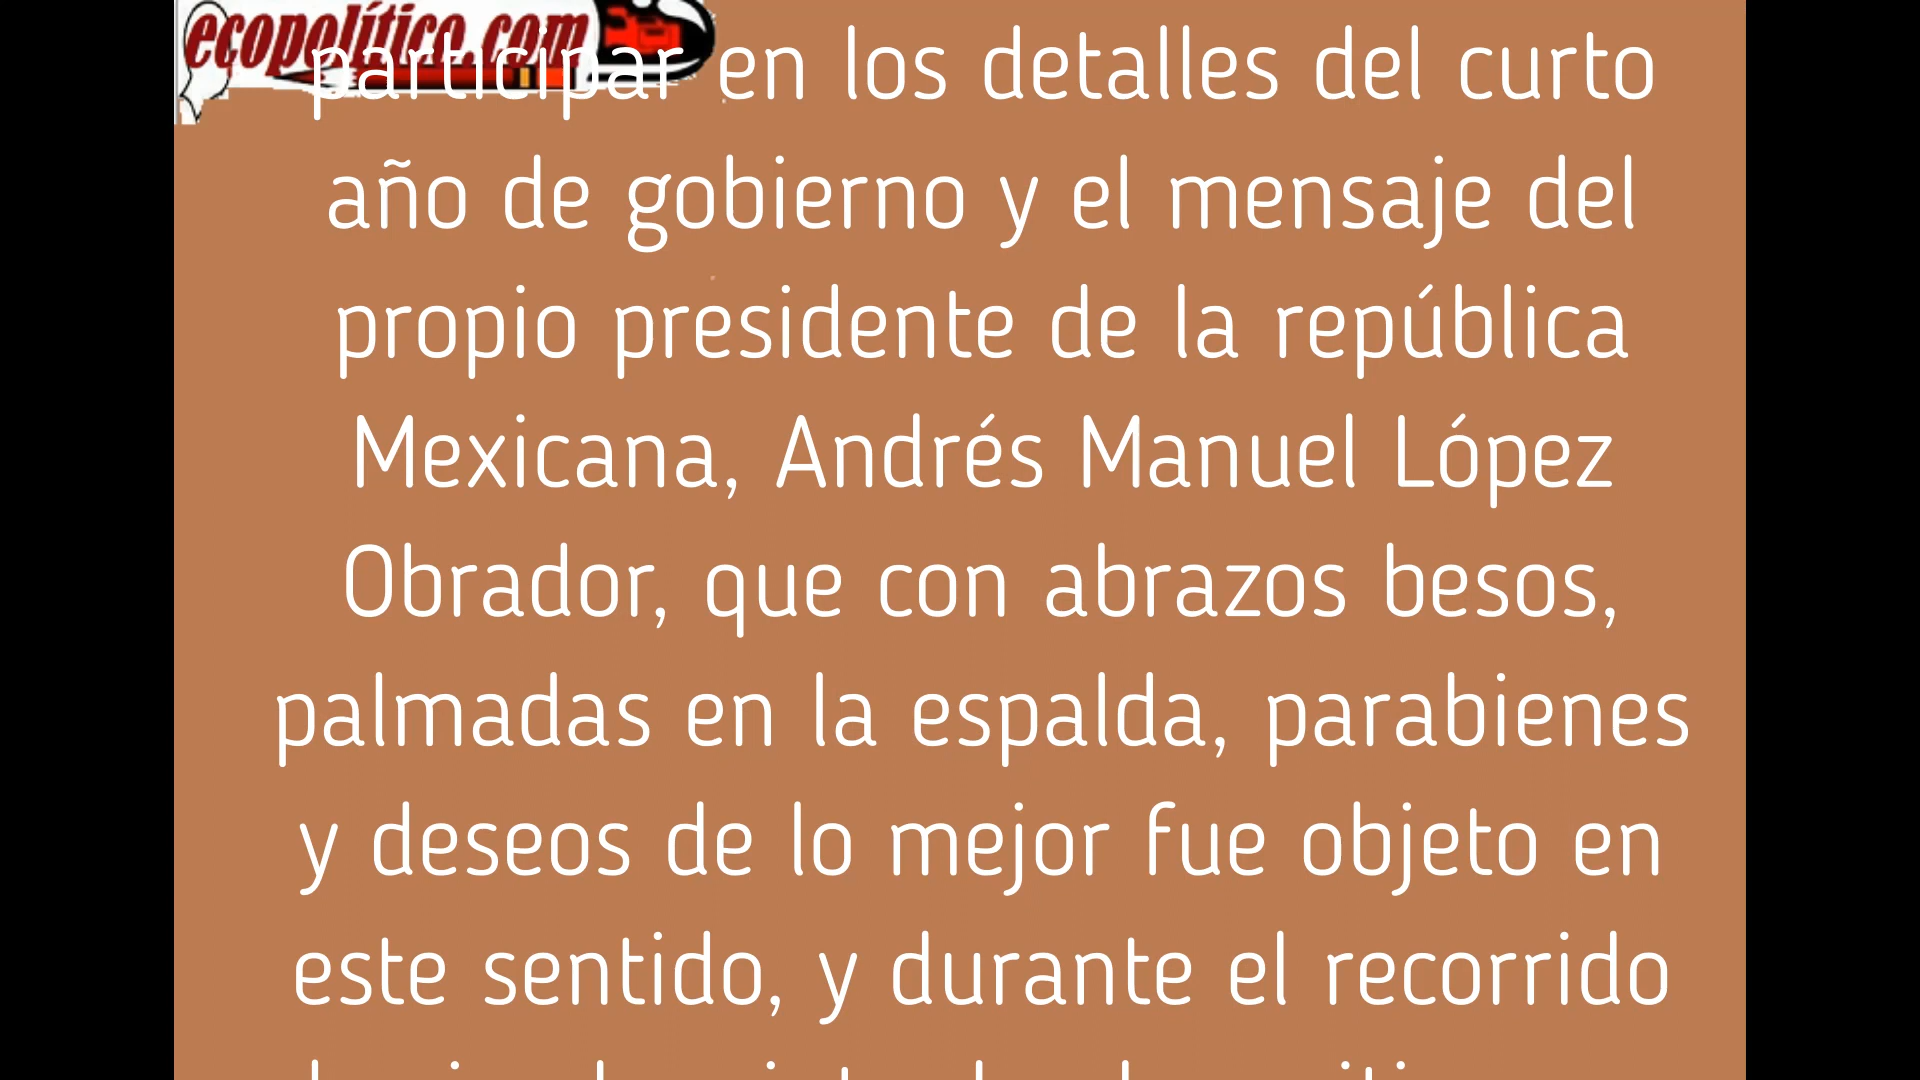 ecopolítico.com
participar en los detalles del curto
año de gobierno y el mensaje del
propio presidente de la república
Mexicana, Andrés Manuel López
Obrador, que con abrazos besos,
palmadas en la espalda, parabienes
y deseos de lo mejor fue objeto en
este sentido, y durante el recorrido